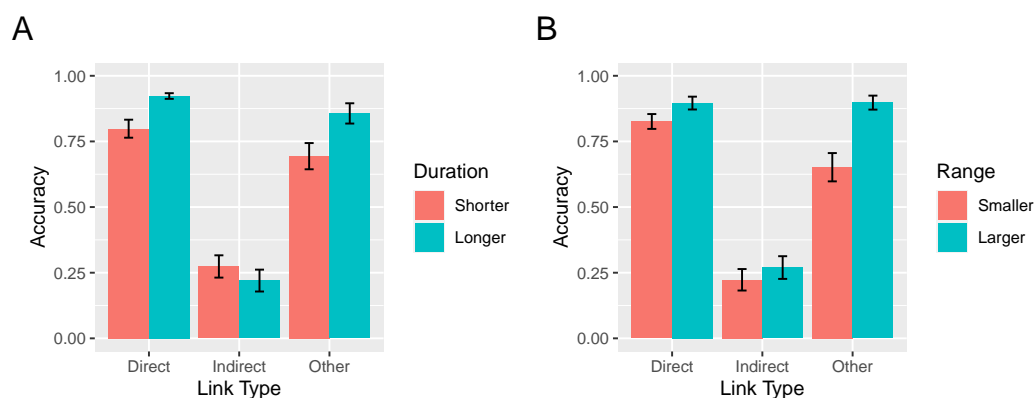 A
1.00
0.75
0.50
0.25
0.00
Accuracy
Direct
Indirect
Other
Link Type
Duration
Shorter
Longer
B
1.00
0.75
0.50
0.25
0.00
Accuracy
Direct
Indirect
Other
Link Type
Range
Smaller
Larger